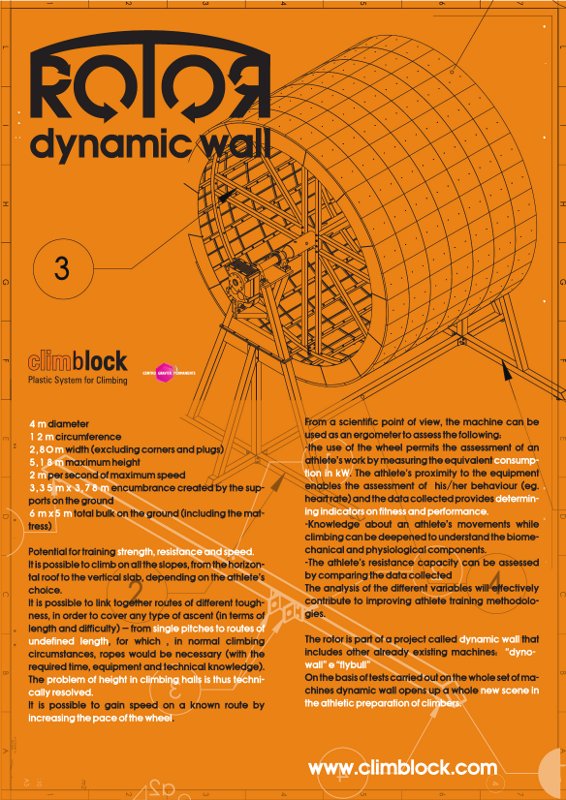 ROTOR
dynamic wall
3
climblock
Plastic System for Climbing
4 m diameter
1 2 m circumference
2,80 m width (excluding corners and plugs)
5,18 m maximum height
2 m per second of maximum speed
3,35 m x 3,78 m encumbrance created by the sup-
ports on the ground
6 m x5 m total bulk on the ground (including the mat-
tress)
Potential for training strength, resistance and speed.
It is possible to climb on all the slopes, from the horizon-
tal roof to the vertical slab, depending on the athlete's
choice.
It is possible to link together routes of different tough-
ness, in order to cover any type of ascent (in terms of
length and difficulty) – from single pitches to routes of
undefined length for which , in normal climbing
circumstances, ropes would be necessary (with the
required time, equipment and technical knowledge).
The problem of height in climbing halls is thus techni-
cally resolved.
It is possible to gain speed on a known route by
increasing the pace of the wheel.
From a scientific point of view, the machine can be
used as an ergometer to assess the following:
-the use of the wheel permits the assessment of an
athlete's work by measuring the equivalent consump-
tion in kW. The athlete's proximity to the equipment
enables the assessment of his/her behaviour (eg.
heart rate) and the data collected provides determin-
ing indicators on fitness and performance.
-Knowledge about an athlete's movements while
climbing can be deepened to understand the biome-
chanical and physiological components.
-The athlete's resistance capacity can be assessed
by comparing the data collected
The analysis of the different variables will effectively
contribute to improving athlete training methodolo-
gies.
The rotor is part of a project called dynamic wall that
includes other already existing machines: "dyna-
wall" e "flybull"
On the basis of tests carried out on the whole set of ma-
chines dynamic wall opens up a whole new scene in
the athletic preparation of climbers.
www.climblock.com